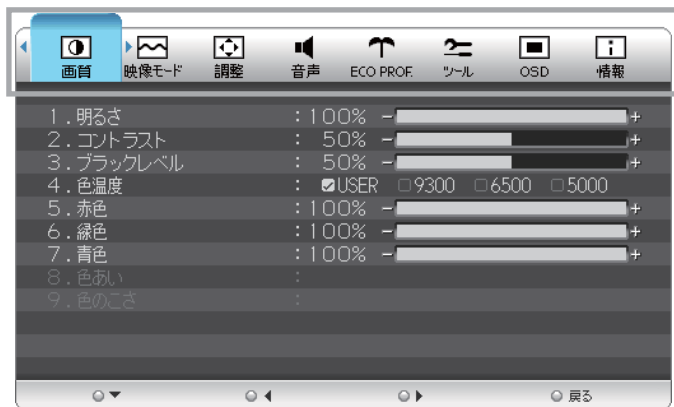 画質 映像モード 調整 音声 ECO PROF. ツール OSD 情報
1.明るさ : 100% - +
2.コントラスト : 50% - +
3.ブラックレベル : 50% - +
4.色温度 : USER 9300 6500 5000
5.赤色 : 100% - +
6.緑色 : 100% - +
7.青色 : 100% - +
8.色あい :
9.色のこさ :
戻る